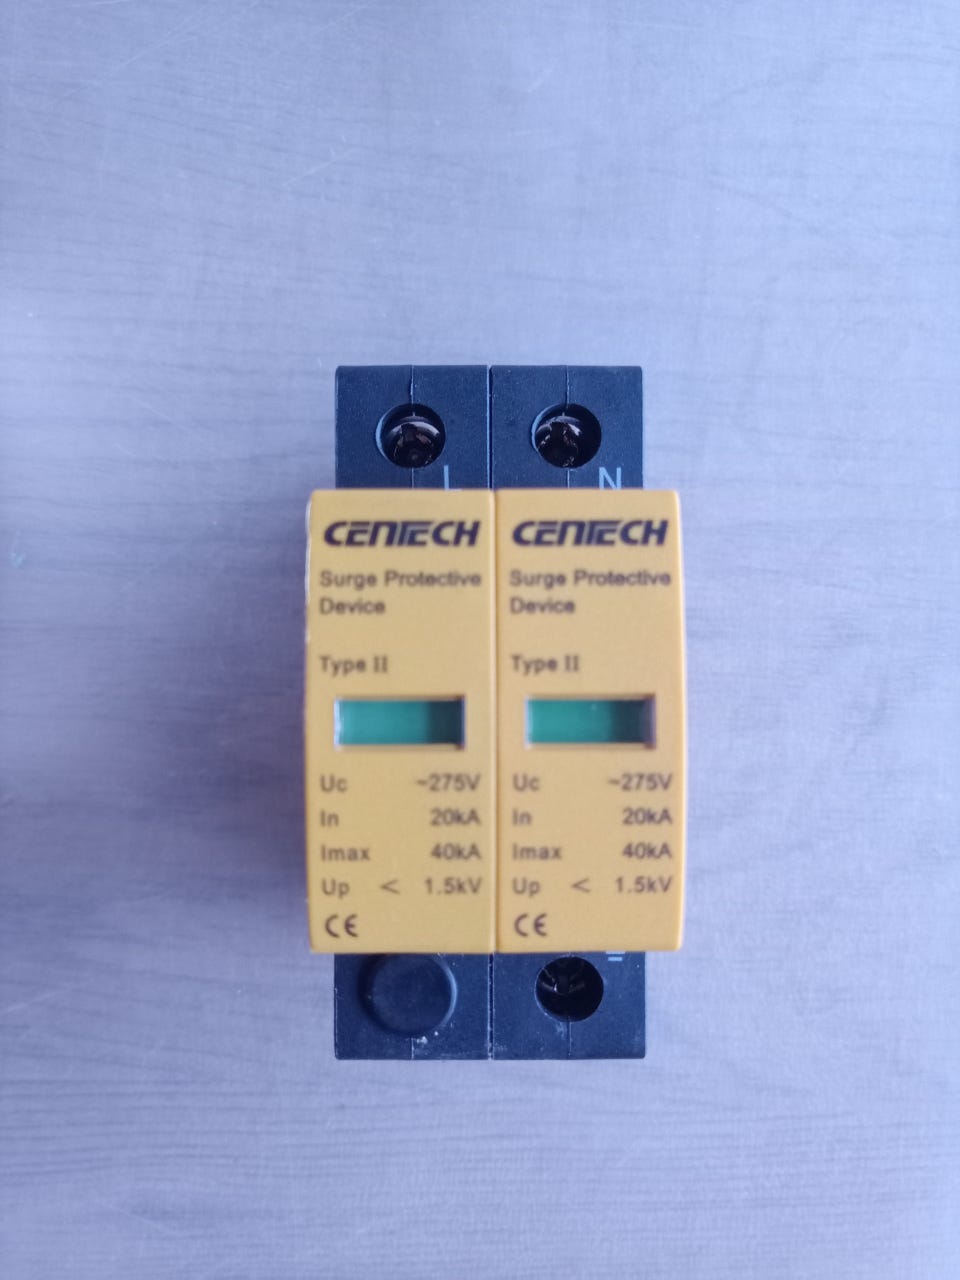 L
N
CENTECH
Surge Protective
Device
Type II
Uc ~275V
In 20kA
Imax 40kA
Up < 1.5kV
CE
CENTECH
Surge Protective
Device
Type II
Uc ~275V
In 20kA
Imax 40kA
Up < 1.5kV
CE